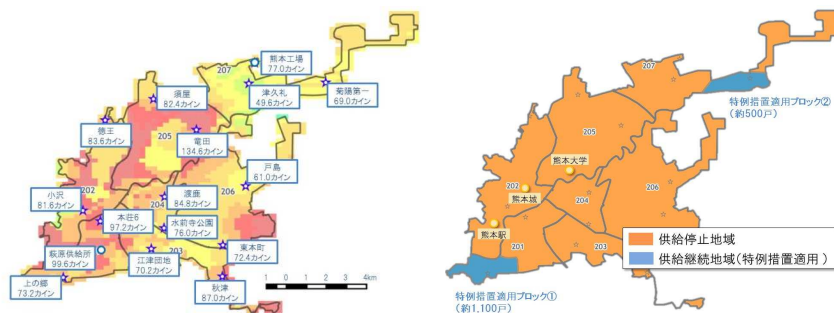 207
熊本工場
77.0カイン
須屋
82.4カイン
津久礼
49.6カイン
菊陽第一
69.0カイン
徳王
83.6カイン
205
竜田
134.6カイン
戸島
61.0カイン
小沢
81.6カイン
202
渡鹿
84.8カイン
206
204
本荘6
97.2カイン
水前寺公園
76.0カイン
萩原供給所
99.6カイン
203
江津団地
70.2カイン
東本町
72.4カイン
上の郷
73.2カイン
秋津
87.0カイン
1 0 1 2 3 4km
207
特例措置適用ブロック②
(約500戸)
205
熊本大学
202
熊本城
204
206
熊本駅
201
203
供給停止地域
供給継続地域(特例措置適用)
特例措置適用ブロック①
(約1,100戸)